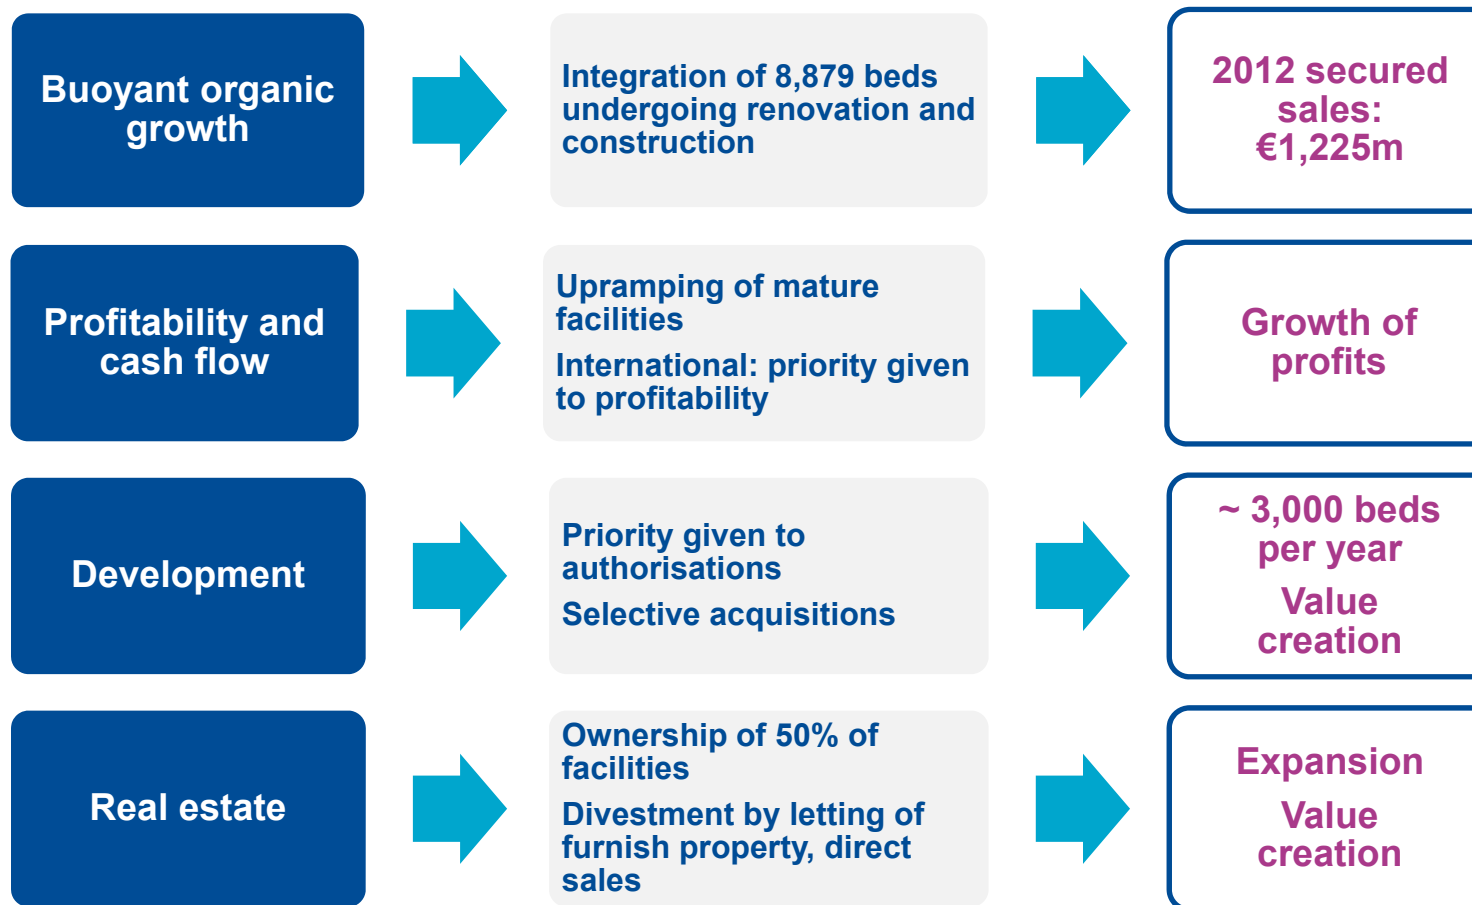 Buoyant organic
growth
Integration of 8,879 beds
undergoing renovation and
construction
2012 secured
sales:
€1,225m
Profitability and
cash flow
Upramping of mature
facilities
International: priority given
to profitability
Growth of
profits
Development
Priority given to
authorisations
Selective acquisitions
~ 3,000 beds
per year
Value
creation
Real estate
Ownership of 50% of
facilities
Divestment by letting of
furnish property, direct
sales
Expansion
Value
creation